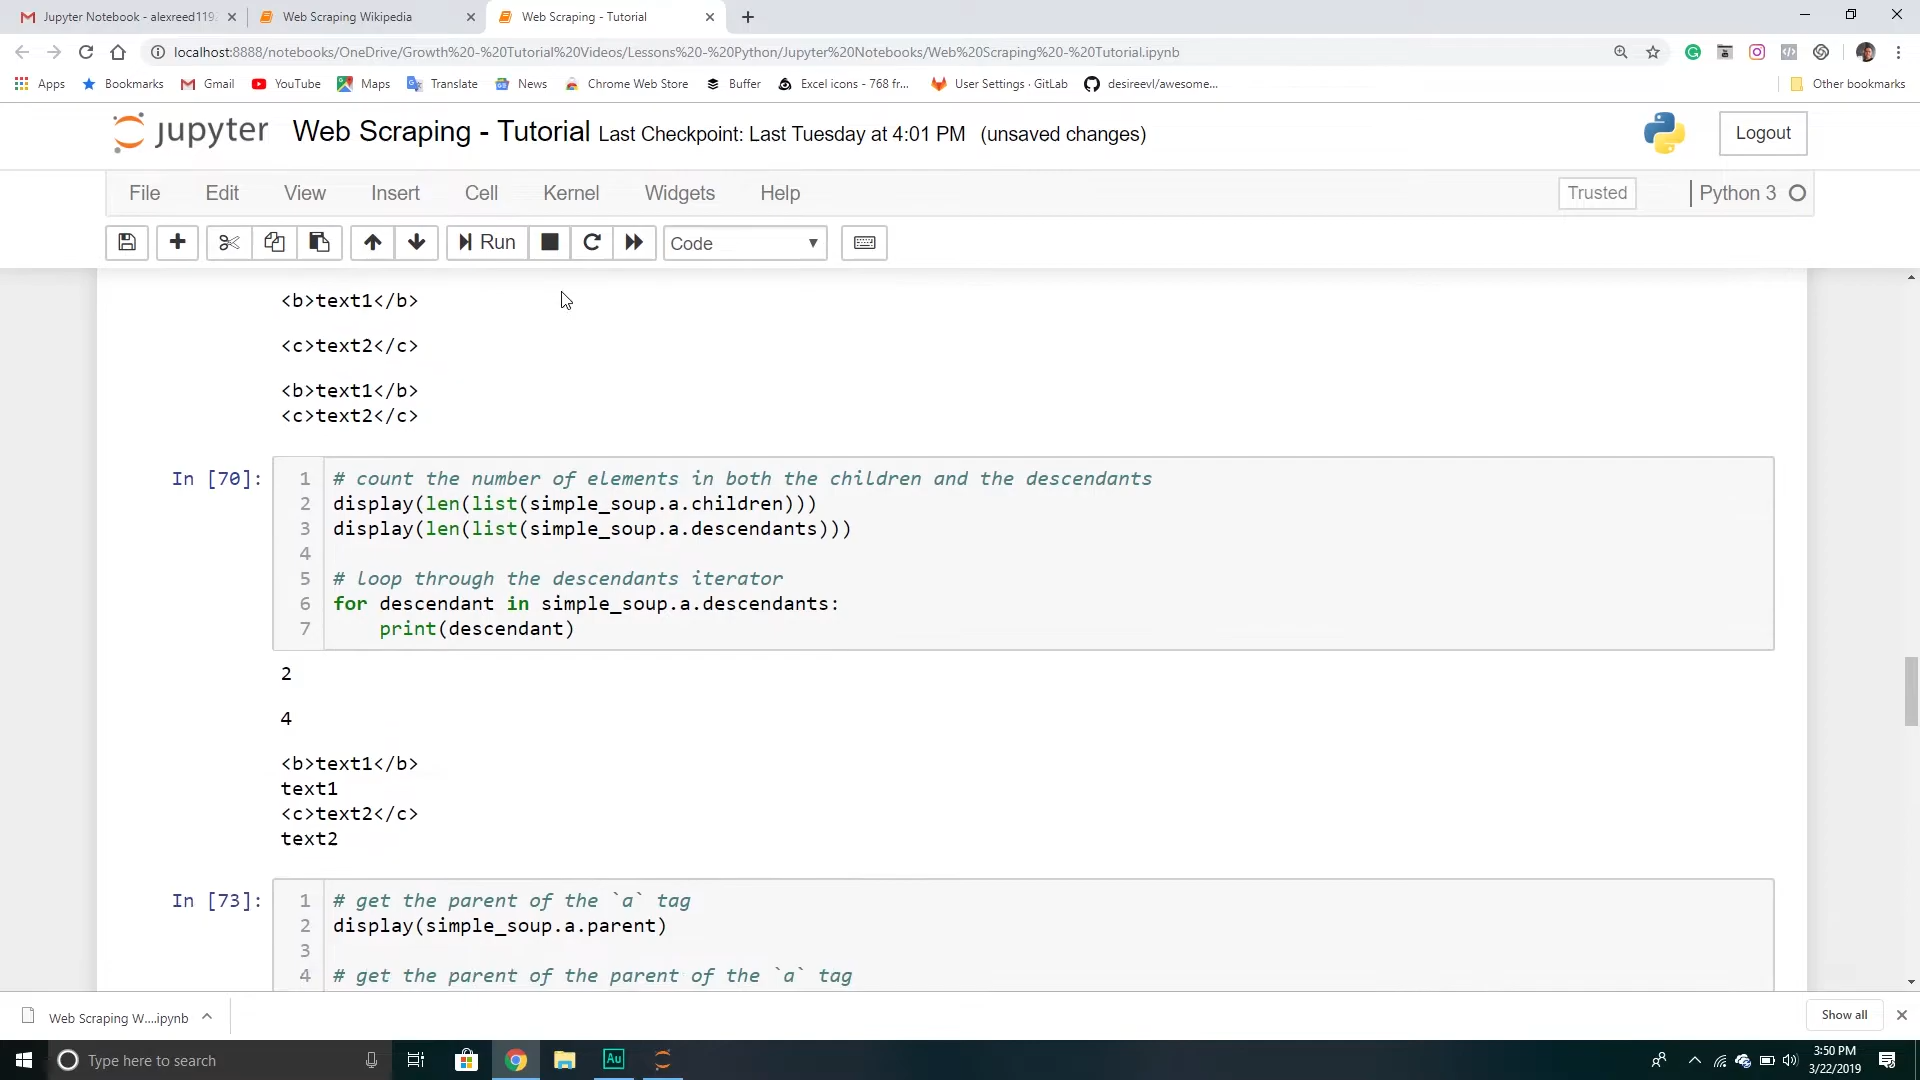 Jupyter Notebook - alexreed119
Web Scraping Wikipedia
Web Scraping - Tutorial
localhost:8888/notebooks/OneDrive/Growth%20-%20Tutorial%20Videos/Lessons%20-%20Python/Jupyter%20Notebooks/Web%20Scraping%20-%20Tutorial.ipynb
Apps Bookmarks Gmail YouTube Maps Translate News Chrome Web Store Buffer Excel icons - 768 fr... User Settings · GitLab desireevl/awesome... Other bookmarks
jupyter Web Scraping - Tutorial Last Checkpoint: Last Tuesday at 4:01 PM (unsaved changes) Logout
File Edit View Insert Cell Kernel Widgets Help Trusted Python 3
Run Code
<b>text1</b>
<c>text2</c>
<b>text1</b>
<c>text2</c>
In [70]: 1 # count the number of elements in both the children and the descendants
2 display(len(list(simple_soup.a.children)))
3 display(len(list(simple_soup.a.descendants)))
4
5 # loop through the descendants iterator
6 for descendant in simple_soup.a.descendants:
7 print(descendant)
2
4
<b>text1</b>
text1
<c>text2</c>
text2
In [73]: 1 # get the parent of the `a` tag
2 display(simple_soup.a.parent)
3
4 # get the parent of the parent of the `a` tag
Web Scraping W....ipynb Show all
Type here to search Au
3:50 PM
3/22/2019